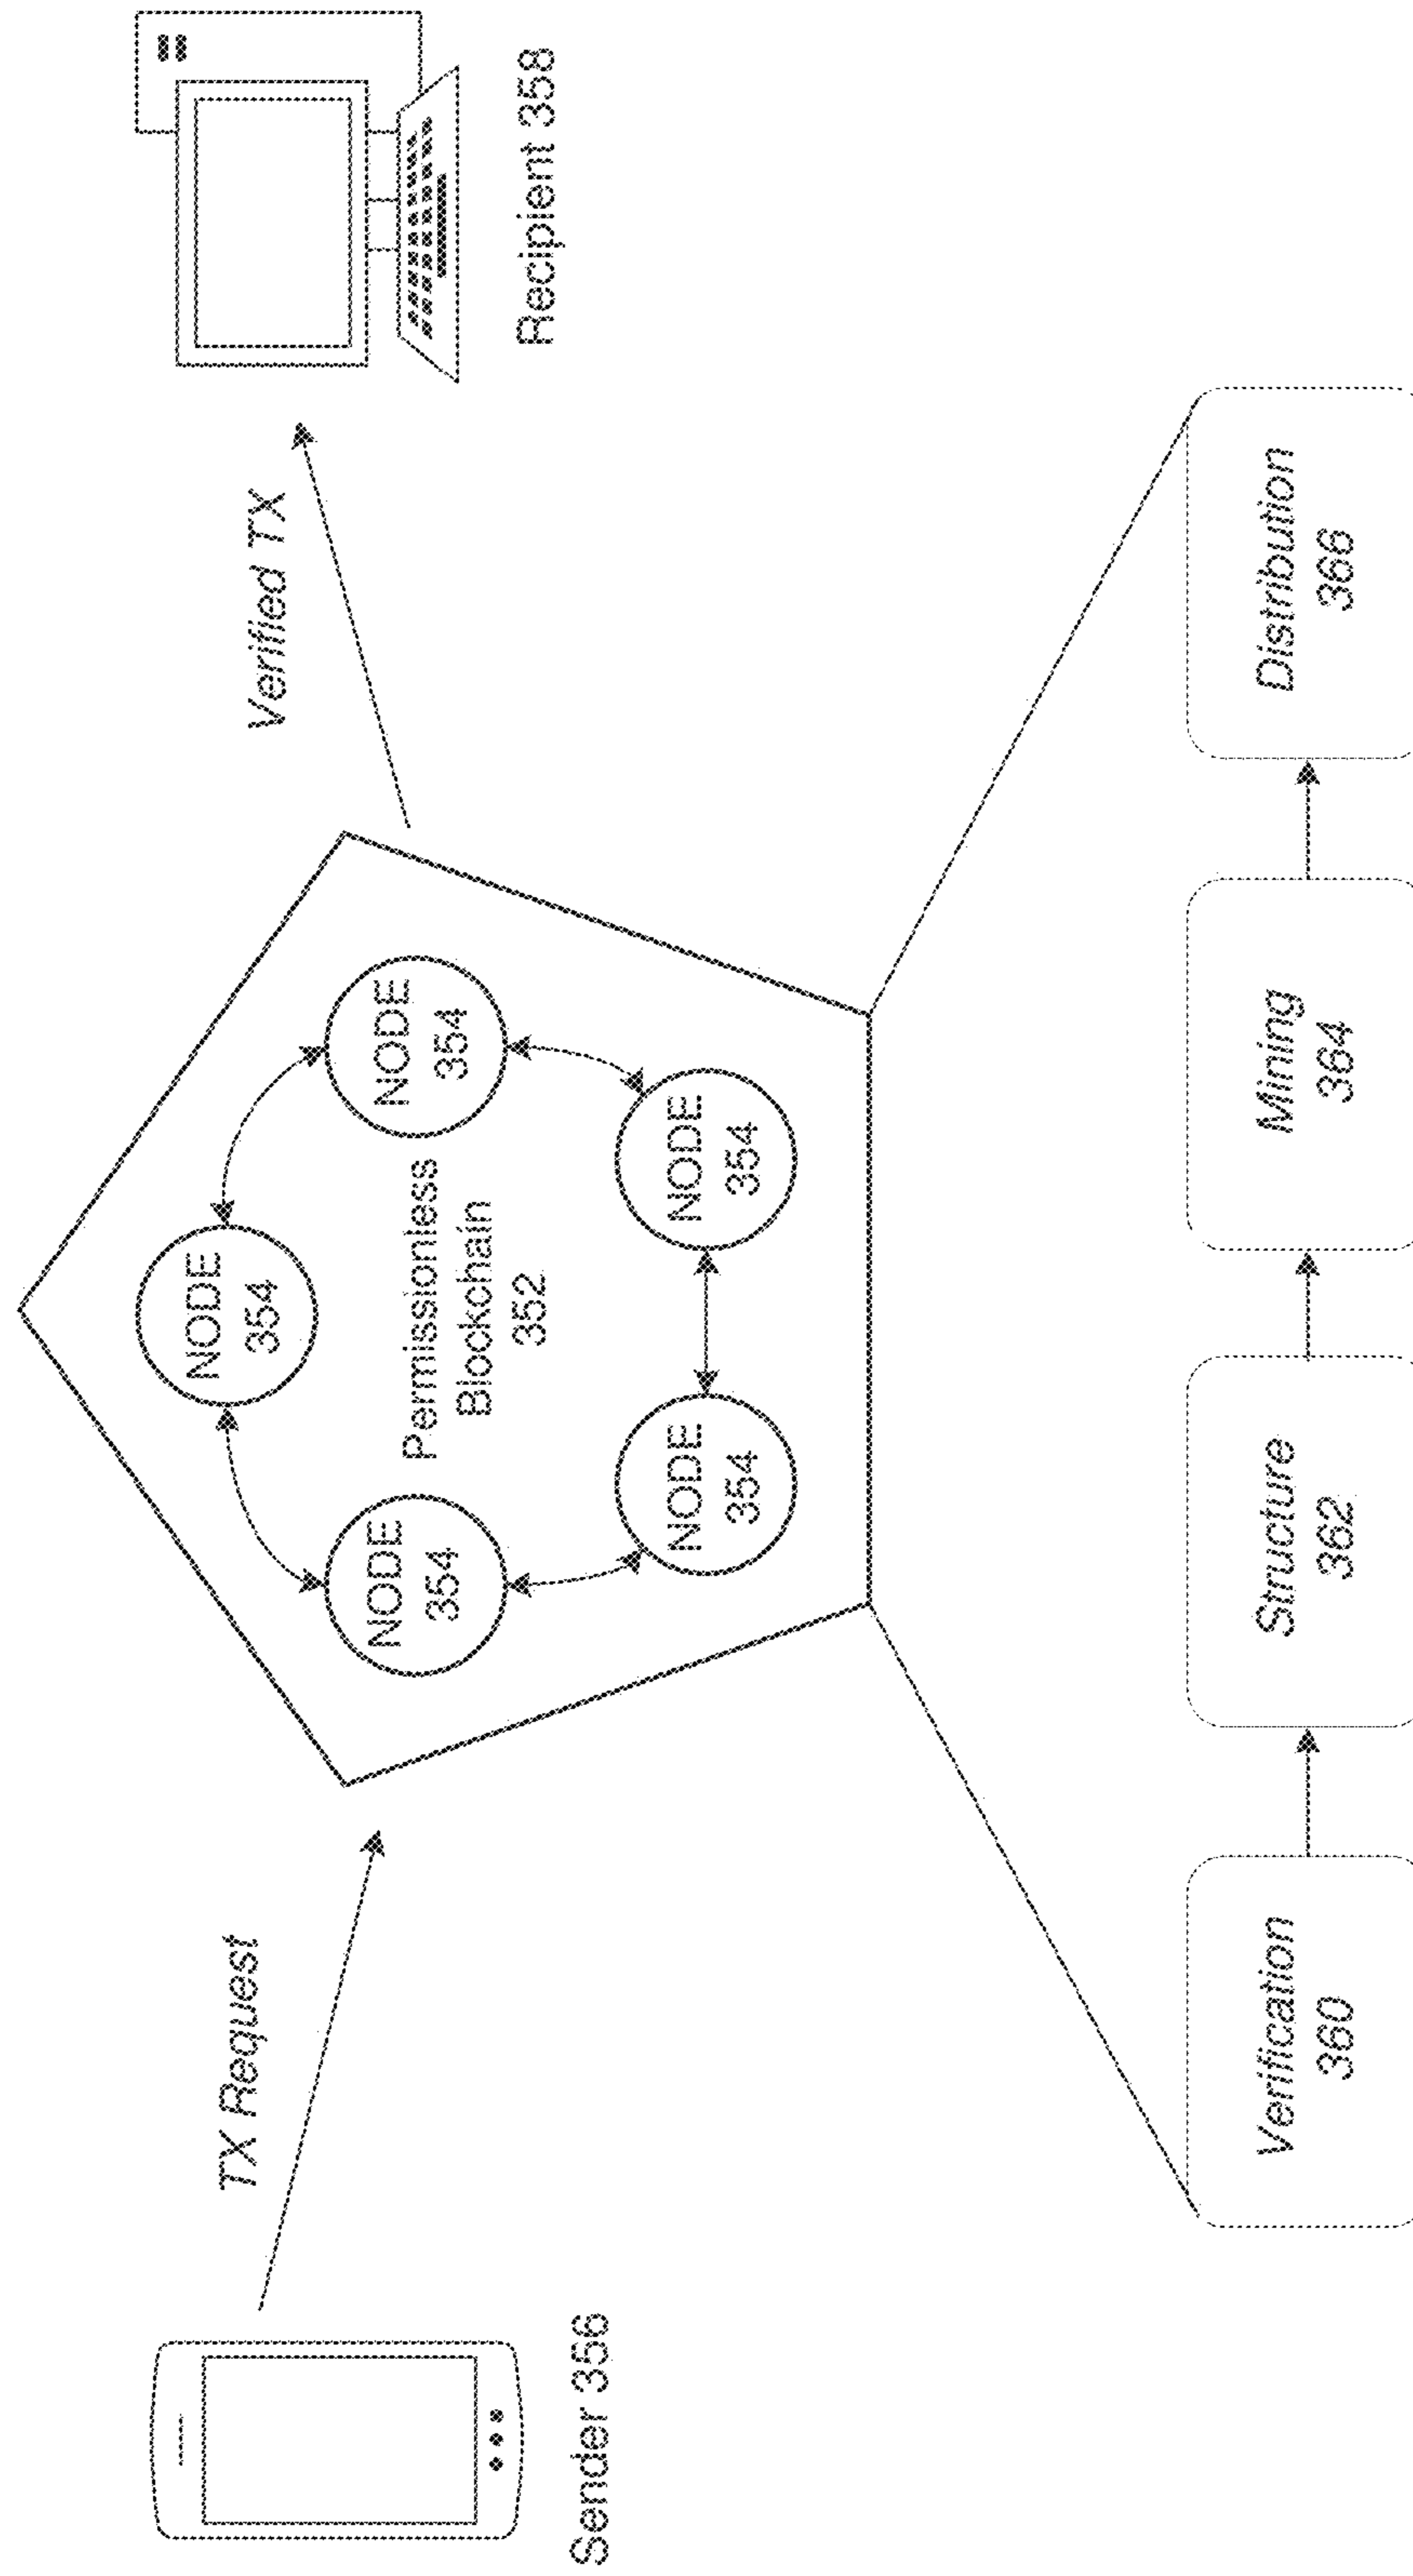 TX Request
Verified TX
Sender 356
Recipient 358
NODE
354
NODE
354
NODE
354
NODE
354
NODE
354
Permissionless
Blockchain
352
Verification
360
Structure
362
Mining
364
Distribution
366